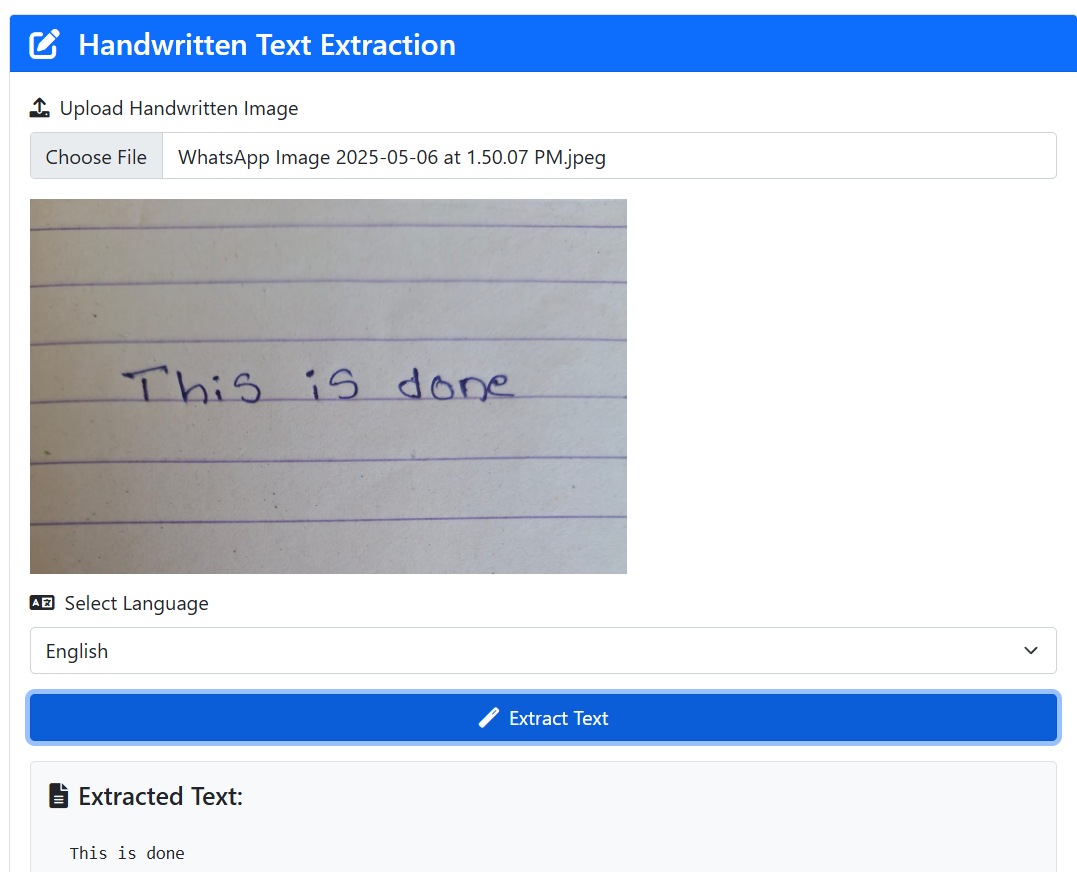 Handwritten Text Extraction
Upload Handwritten Image
Choose File WhatsApp Image 2025-05-06 at 1.50.07 PM.jpeg
This is done
Select Language
English
Extract Text
Extracted Text:
This is done